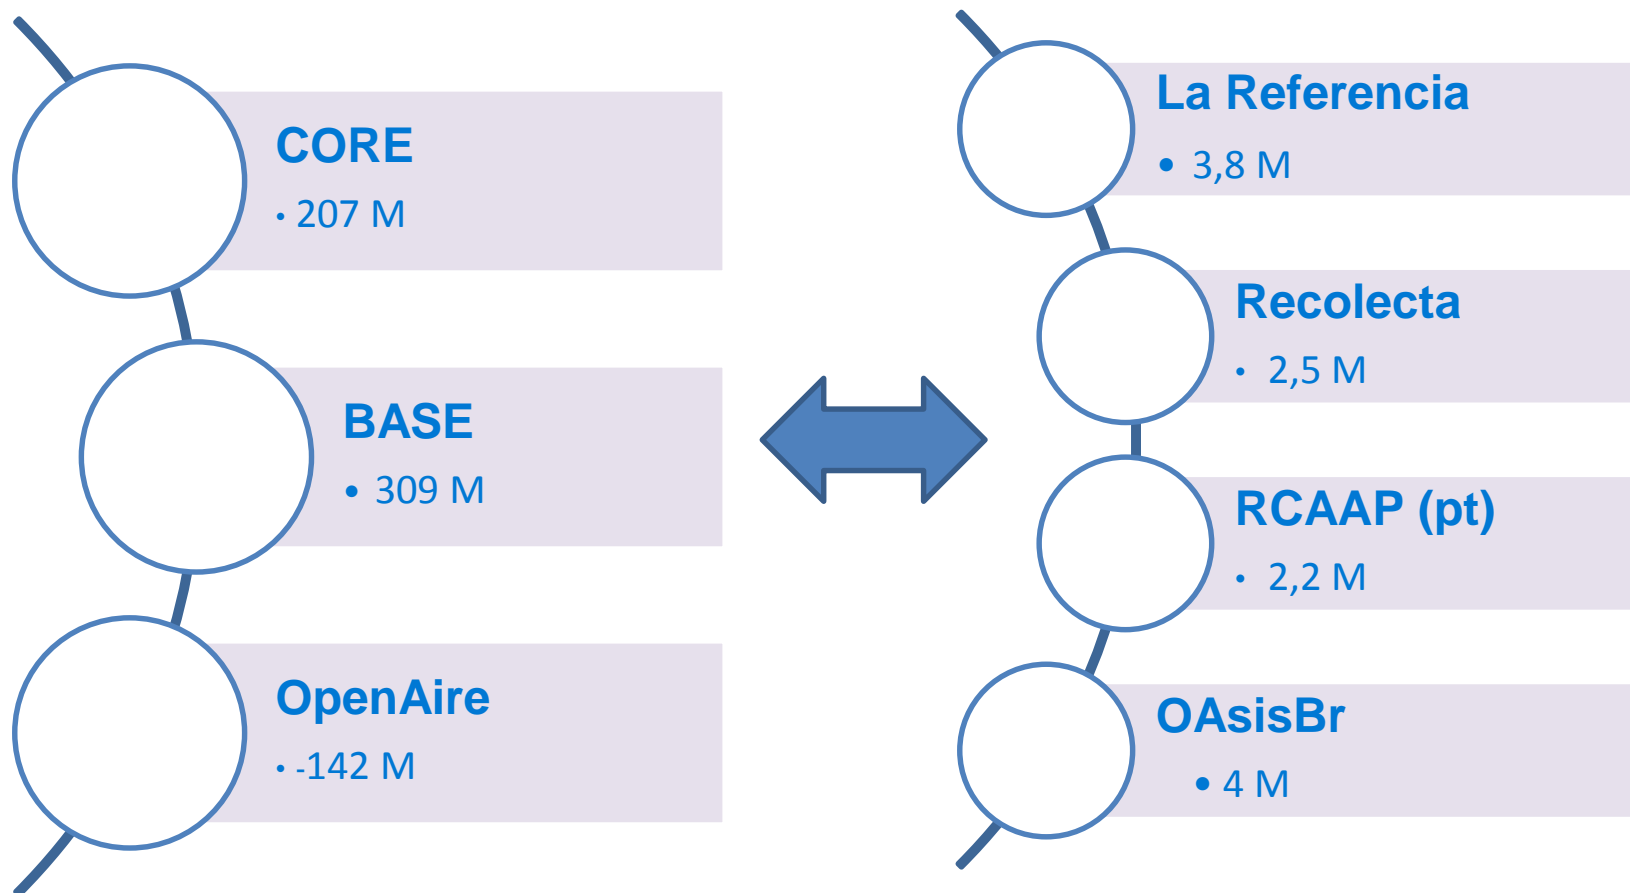 CORE
• 207 M
BASE
• 309 M
OpenAire
• -142 M
La Referencia
• 3,8 M
Recolecta
• 2,5 M
RCAAP (pt)
• 2,2 M
OAsisBr
• 4 M